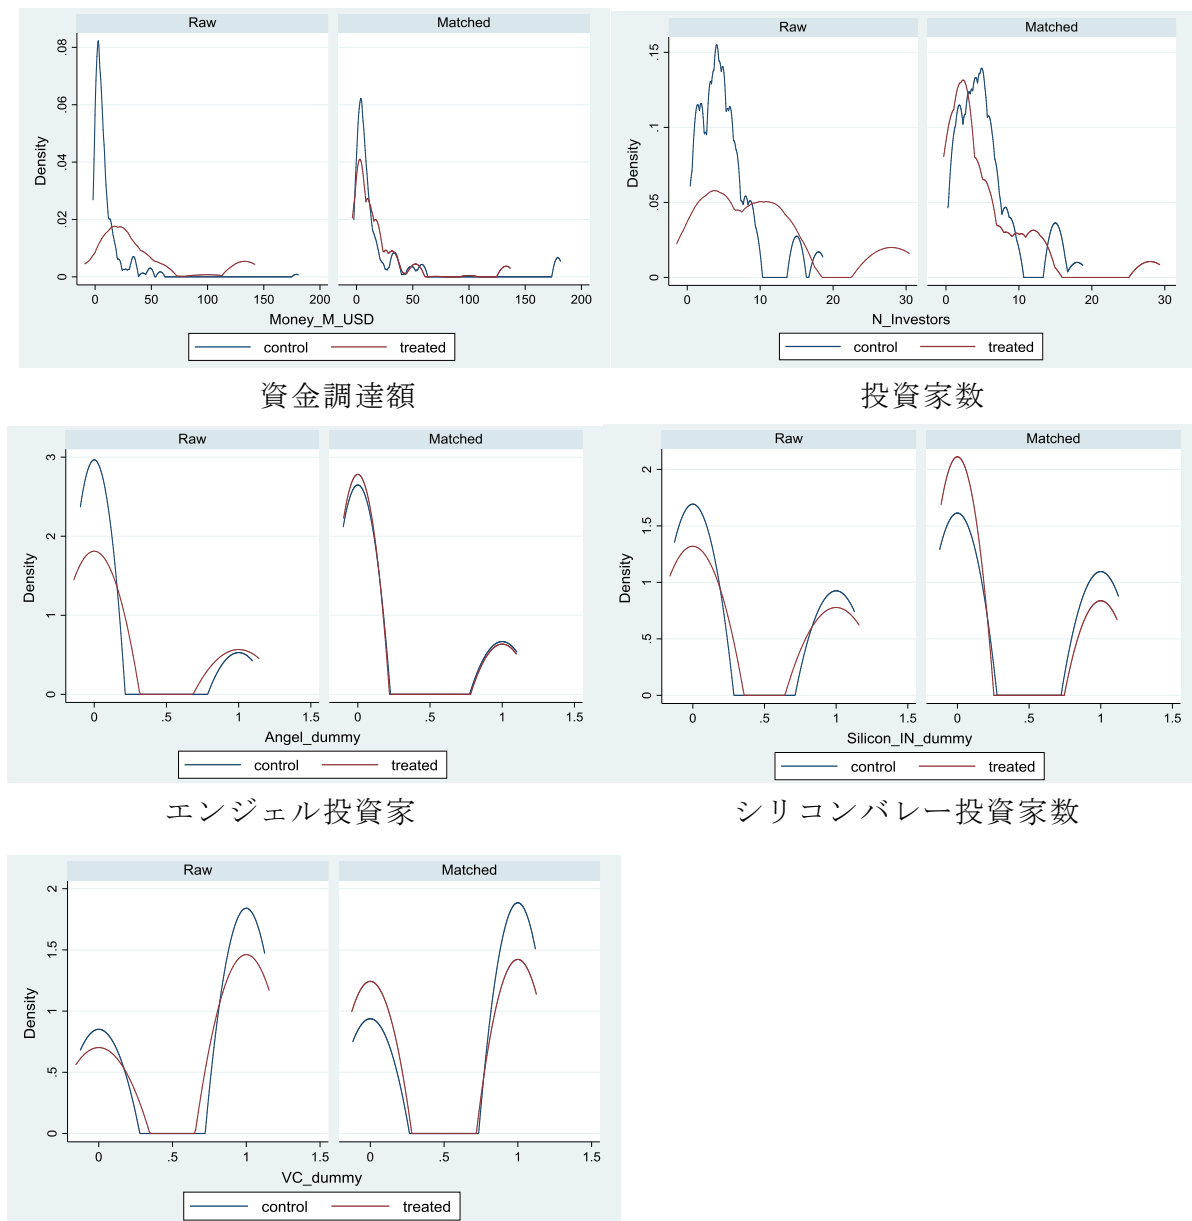 Raw
Matched
Density
.08
.06
.04
.02
0
0 50 100 150 200
0 50 100 150 200
Money_M_USD
control treated
資金調達額
Raw
Matched
Density
.15
.1
.05
0
0 10 20 30
0 10 20 30
N_Investors
control treated
投資家数
Raw
Matched
Density
3
2
1
0
0 .5 1 1.5
0 .5 1 1.5
Angel_dummy
control treated
エンジェル投資家
Raw
Matched
Density
2
1.5
1
.5
0
0 .5 1 1.5
0 .5 1 1.5
Silicon_IN_dummy
control treated
シリコンバレー投資家数
Raw
Matched
Density
2
1.5
1
.5
0
0 .5 1 1.5
0 .5 1 1.5
VC_dummy
control treated